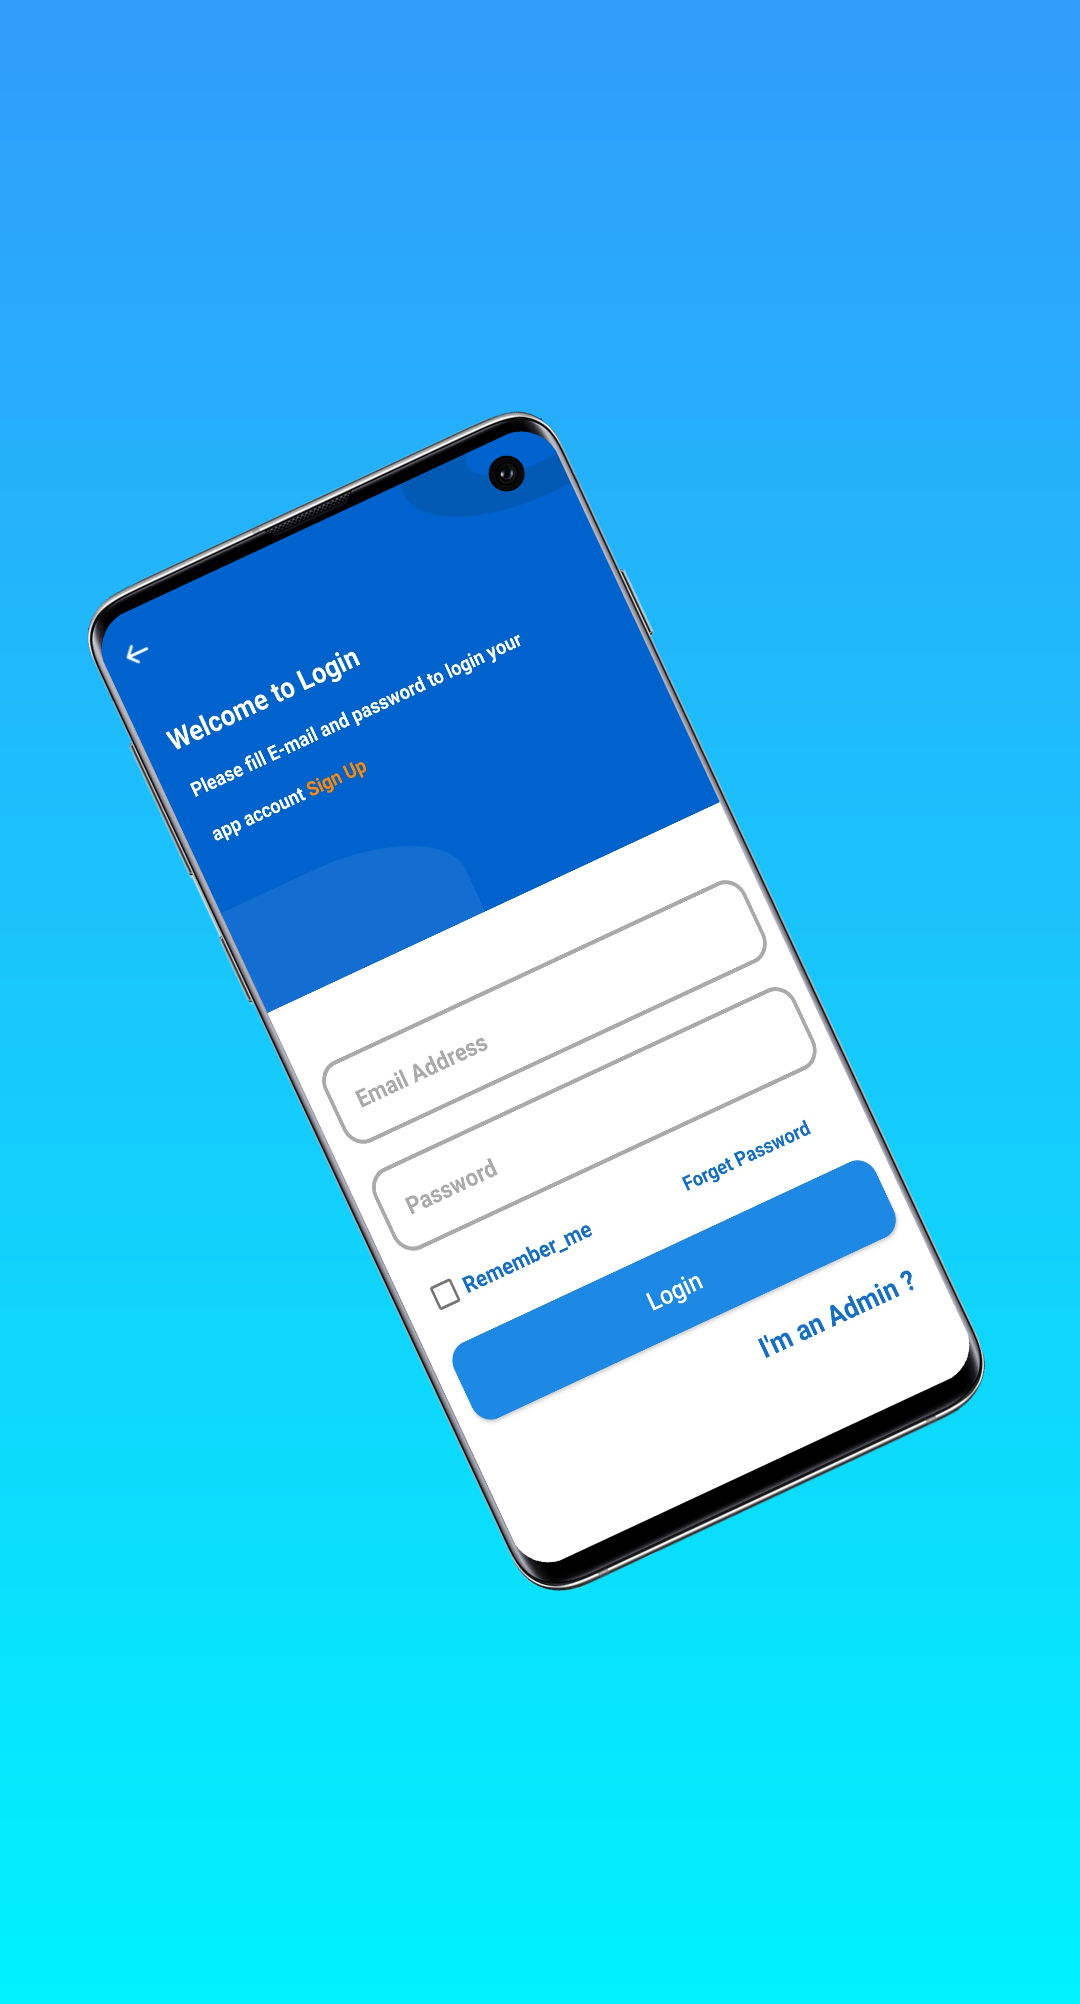 Welcome to Login
Please fill E-mail and password to login your
app account Sign Up
Email Address
Password
Forget Password
Remember_me
Login
I'm an Admin ?